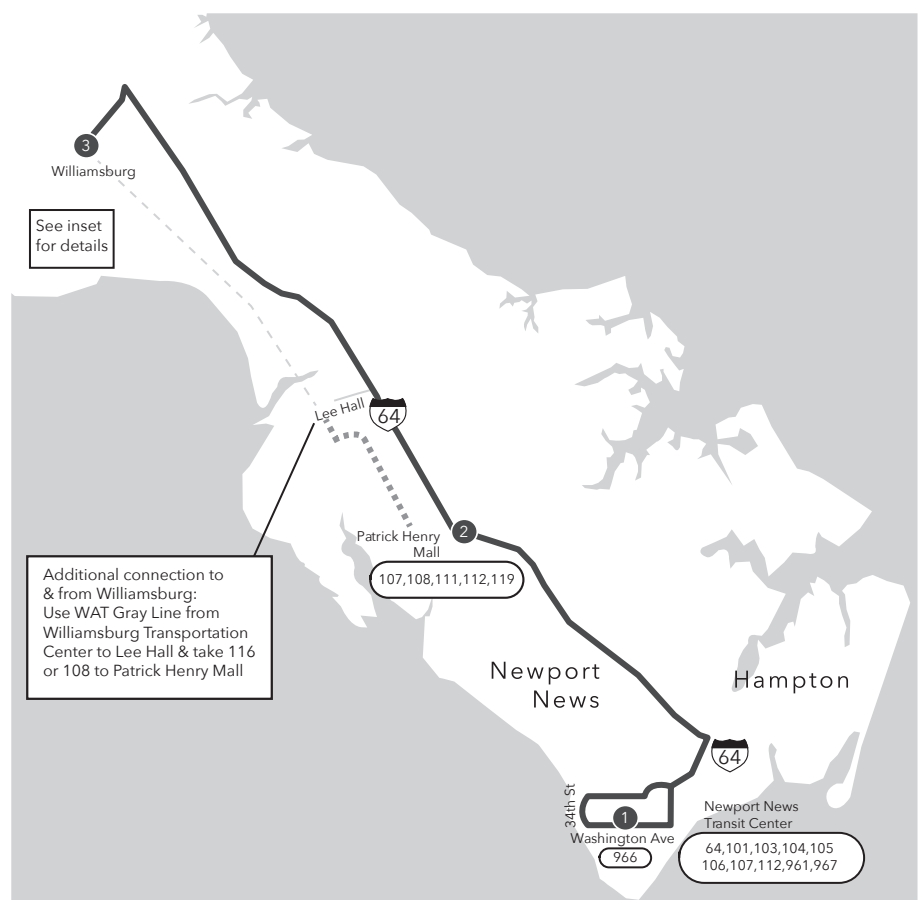 3
Williamsburg
See inset
for details
Lee Hall
64
Patrick Henry
Mall
2
107,108,111,112,119
Additional connection to
& from Williamsburg:
Use WAT Gray Line from
Williamsburg Transportation
Center to Lee Hall & take 116
or 108 to Patrick Henry Mall
Newport
News
Hampton
64
34th St
1
Washington Ave
966
Newport News
Transit Center
64,101,103,104,105
106,107,112,961,967